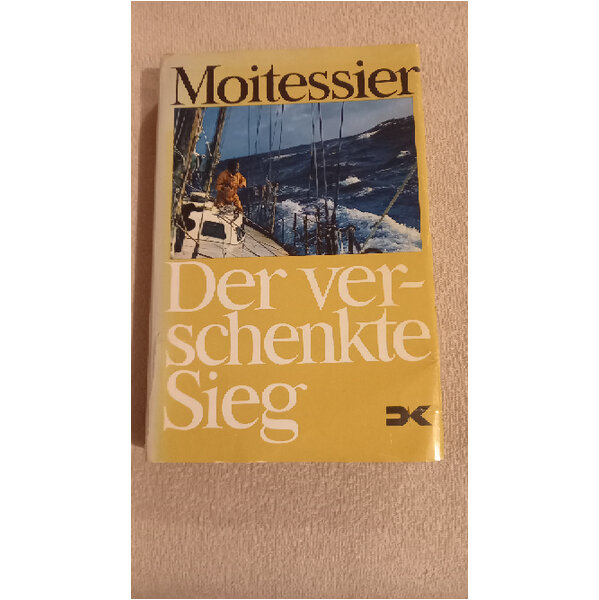 Moitessier
Der ver-
schenkte
Sieg
DK